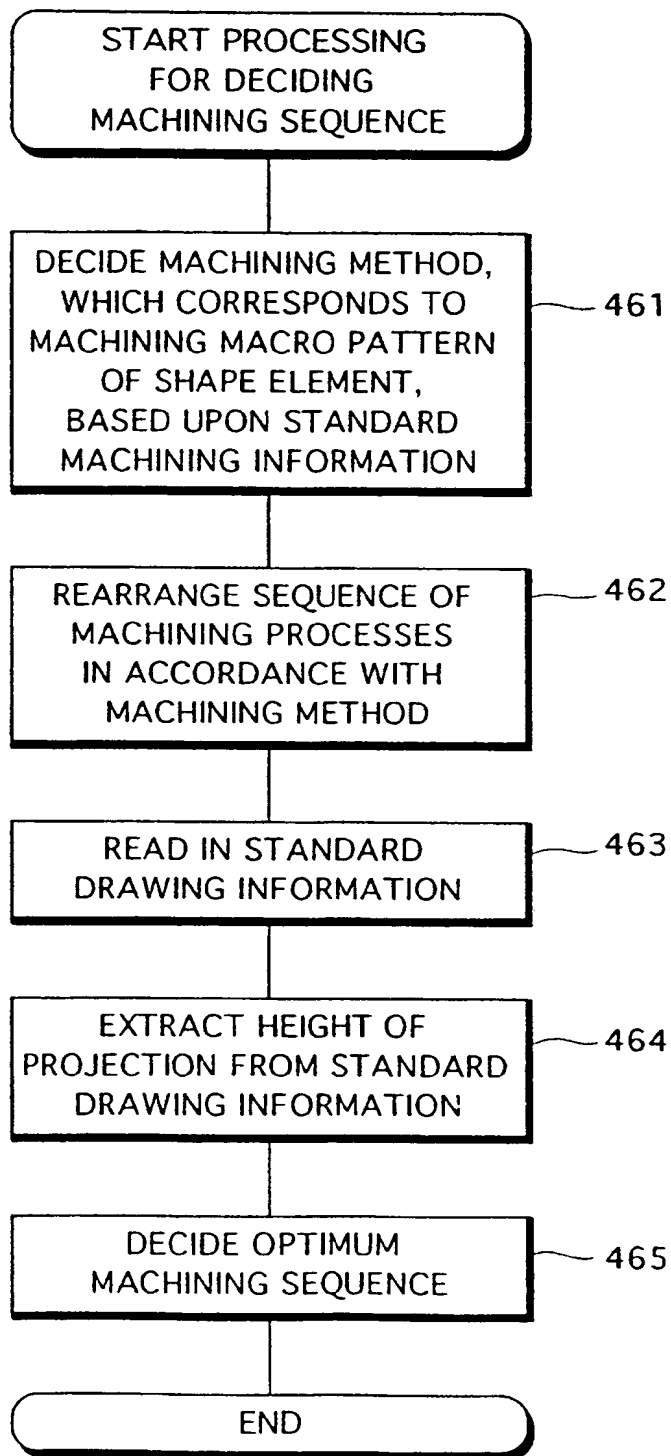 START PROCESSING
FOR DECIDING
MACHINING SEQUENCE
DECIDE MACHINING METHOD,
WHICH CORRESPONDS TO
MACHINING MACRO PATTERN
OF SHAPE ELEMENT,
BASED UPON STANDARD
MACHINING INFORMATION
461
REARRANGE SEQUENCE OF
MACHINING PROCESSES
IN ACCORDANCE WITH
MACHINING METHOD
462
READ IN STANDARD
DRAWING INFORMATION
463
EXTRACT HEIGHT OF
PROJECTION FROM STANDARD
DRAWING INFORMATION
464
DECIDE OPTIMUM
MACHINING SEQUENCE
465
END